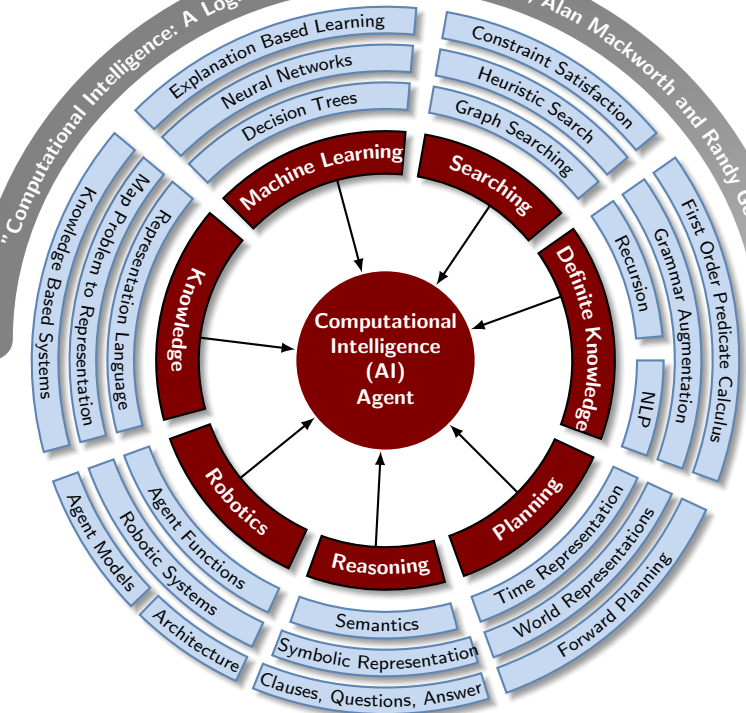 "Computational Intelligence: A
Alan Mackworth and Randy
Explanation Based Learning
Neural Networks
Decision Trees
Machine Learning
Constraint Satisfaction
Heuristic Search
Graph Searching
Searching
First Order Predicate Calculus
Grammar Augmentation
Recursion
NLP
Definite Knowledge
Knowledge Based Systems
Map Problem to Representation
Representation Language
Knowledge
Computational
Intelligence
(AI)
Agent
Robotics
Agent Functions
Robotic Systems
Agent Models
Architecture
Reasoning
Semantics
Symbolic Representation
Clauses, Questions, Answer
Planning
Time Representation
World Representations
Forward Planning